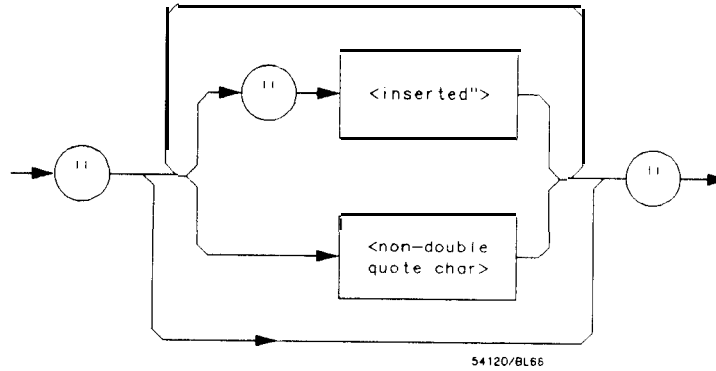 "
<inserted">
"
"
<non-double
quote char>
54120/BL66